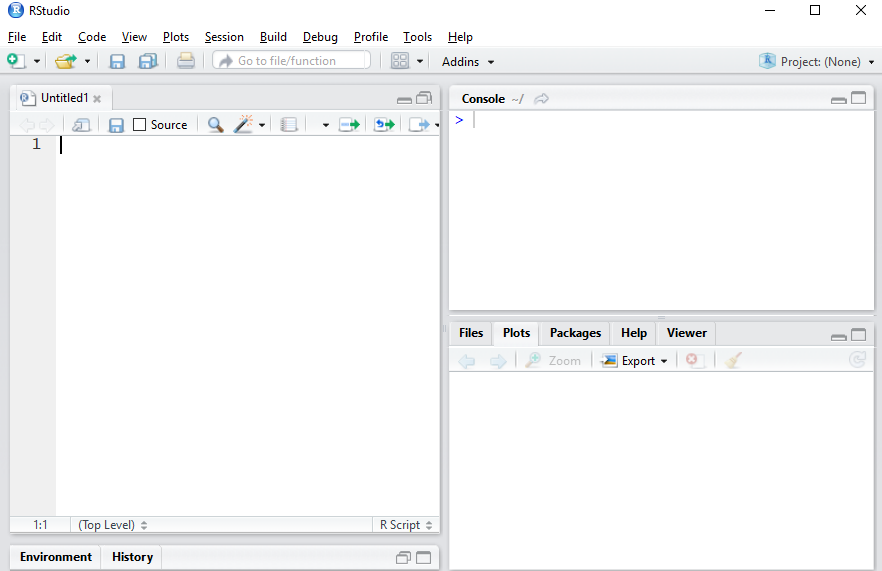 RStudio
File Edit Code View Plots Session Build Debug Profile Tools Help
Go to file/function Addins Project: (None)
Untitled1
Source
1
1:1 (Top Level) R Script
Environment History
Console ~/
>
Files Plots Packages Help Viewer
Zoom Export